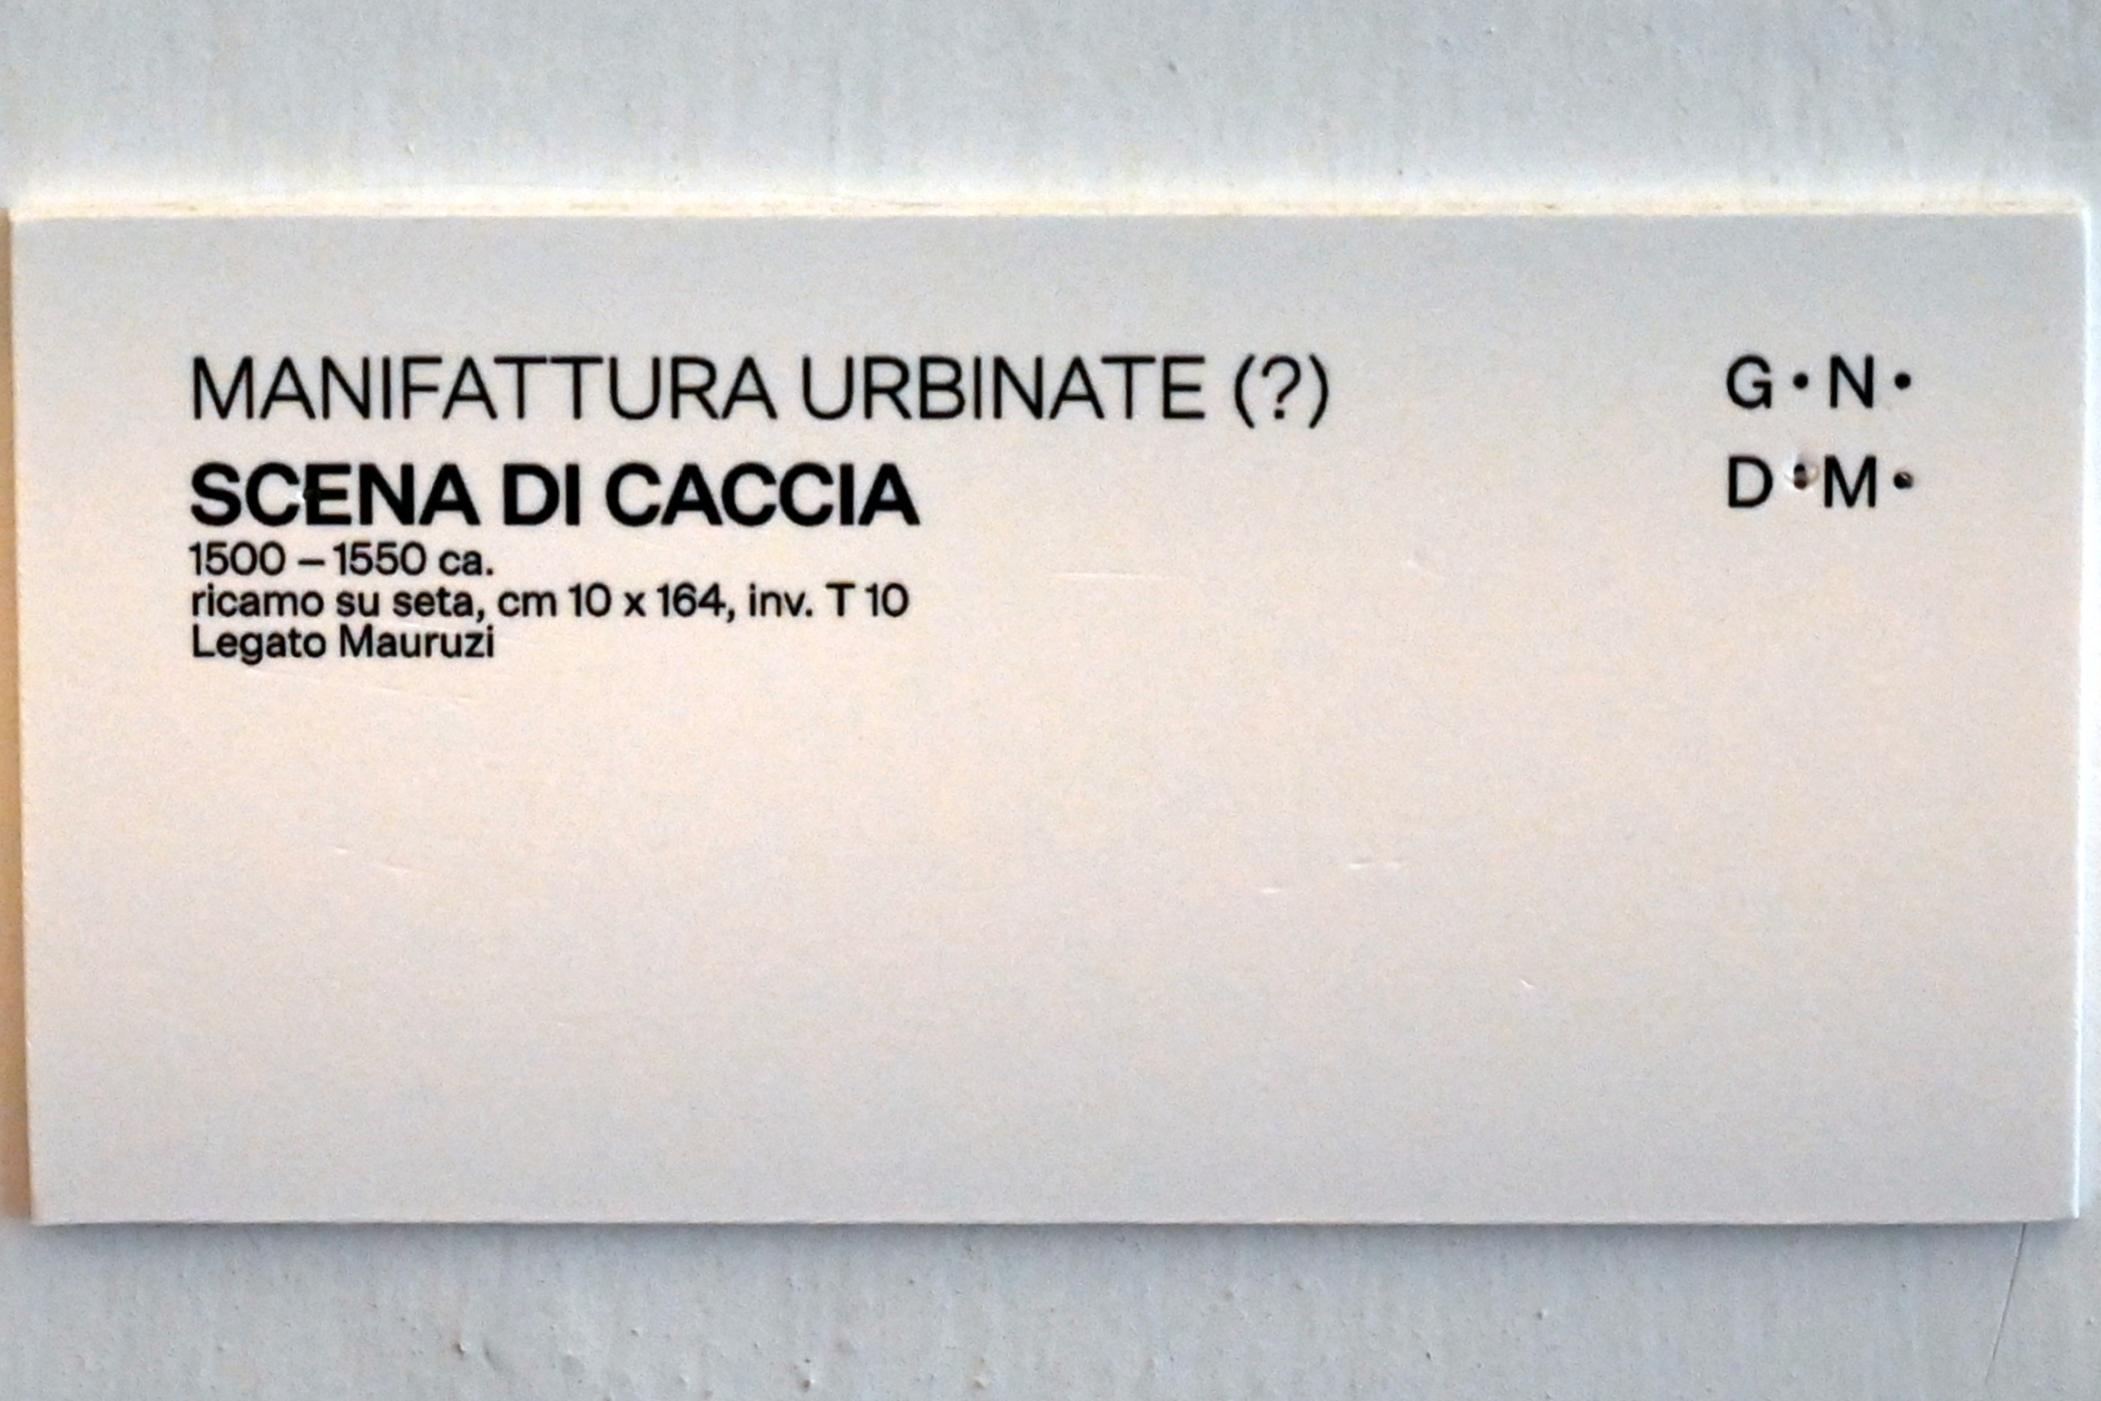 MANIFATTURA URBINATE (?)
SCENA DI CACCIA
1500 – 1550 ca.
ricamo su seta, cm 10 x 164, inv. T 10
Legato Mauruzi
G • N •
D • M •